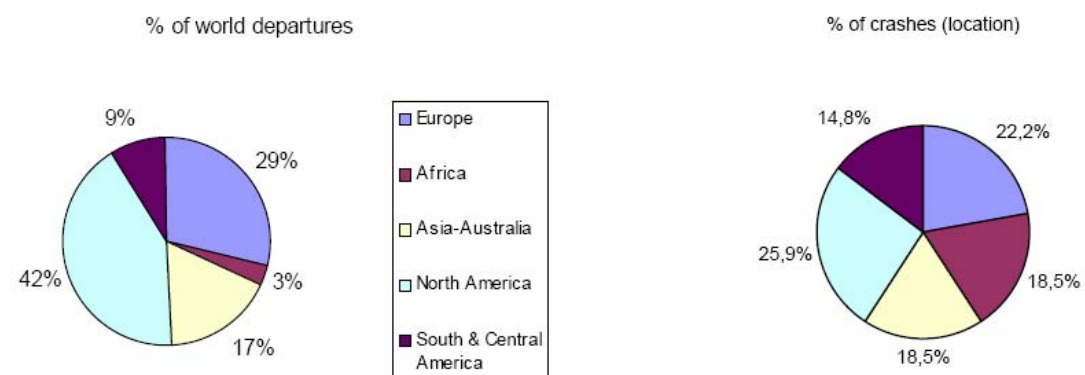 % of world departures
9%
29%
42%
3%
17%
Europe
Africa
Asia-Australia
North America
South & Central
America
% of crashes (location)
14,8%
22,2%
25,9%
18,5%
18,5%